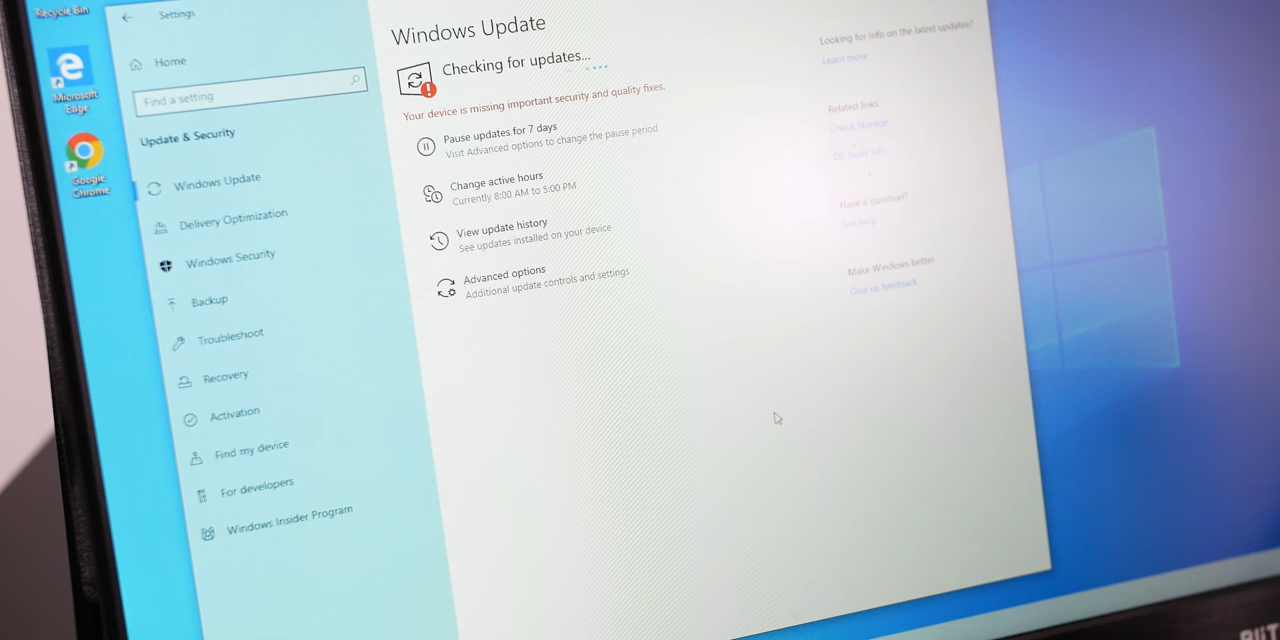 Recycle Bin
Microsoft
Edge
Google
Chrome
Settings
Home
Find a setting
Update & Security
Windows Update
Delivery Optimization
Windows Security
Backup
Troubleshoot
Recovery
Activation
Find my device
For developers
Windows Insider Program
Windows Update
Checking for updates...
Your device is missing important security and quality fixes.
Pause updates for 7 days
Visit Advanced options to change the pause period
Change active hours
Currently 8:00 AM to 5:00 PM
View update history
See updates installed on your device
Advanced options
Additional update controls and settings
Looking for info on the latest updates?
Learn more
Related links
Check Storage
OS build info
Have a question?
Get help
Make Windows better
Give us feedback